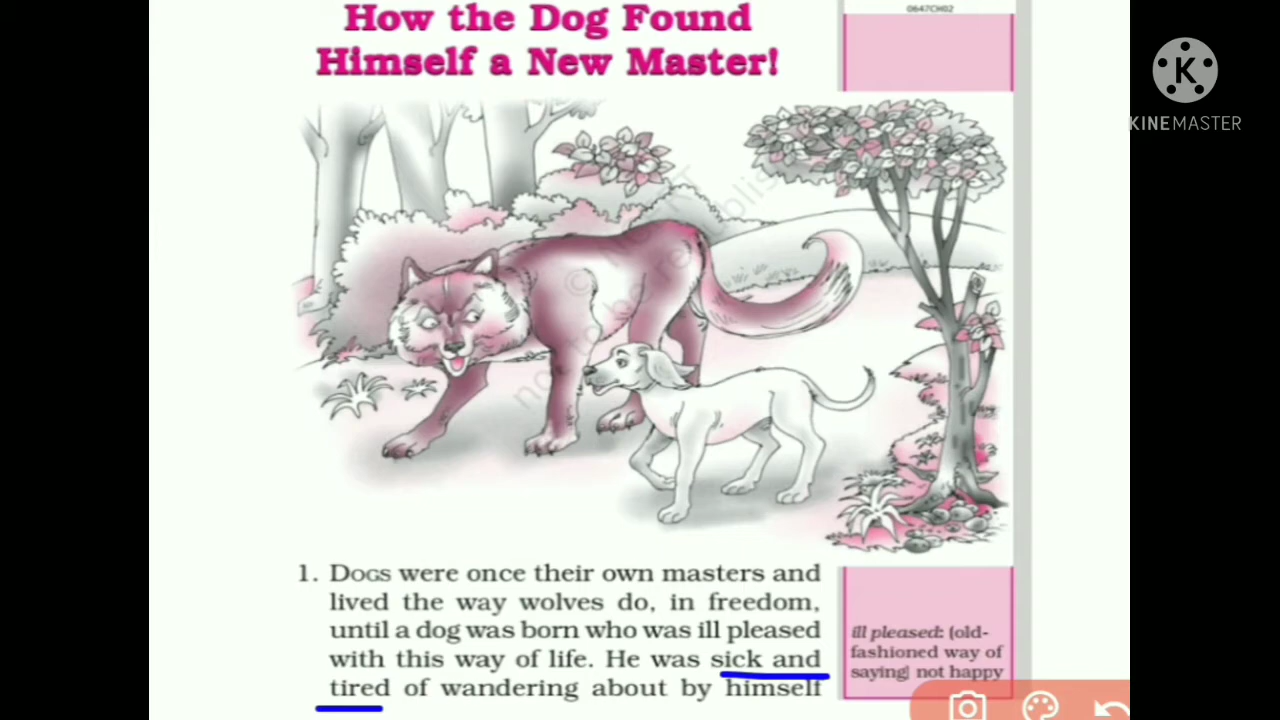 0647CH02
How the Dog Found
Himself a New Master!
KINEMASTER
1. DOGS were once their own masters and
lived the way wolves do, in freedom,
until a dog was born who was ill pleased
with this way of life. He was sick and
tired of wandering about by himself
ill pleased: (old-
fashioned way of
saying) not happy